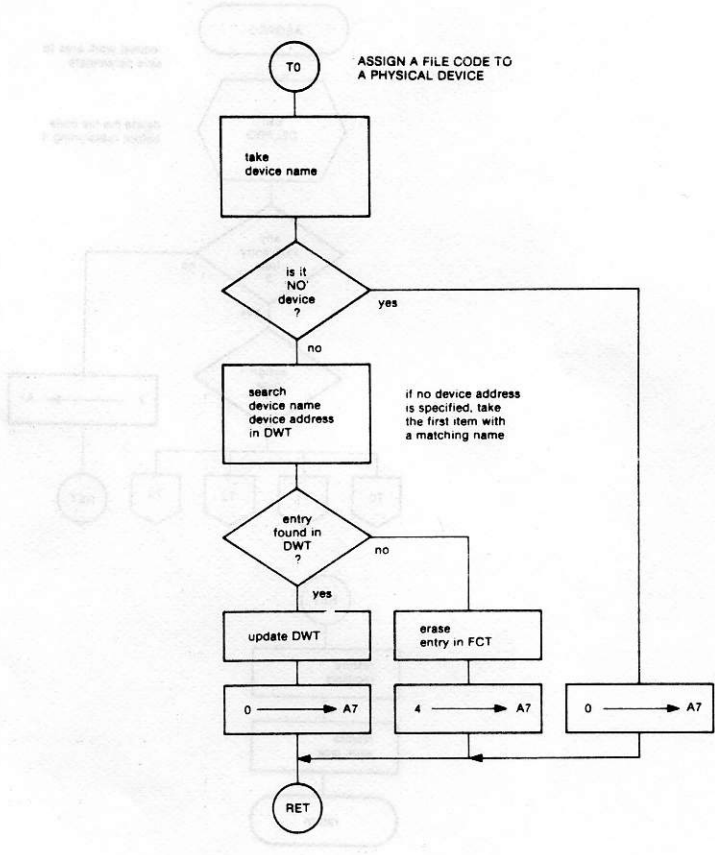 T0
ASSIGN A FILE CODE TO
A PHYSICAL DEVICE
take
device name
is it
'NO'
device
?
yes
no
search
device name
device address
in DWT
if no device address
is specified, take
the first item with
a matching name
entry
found in
DWT
?
no
yes
update DWT
erase
entry in FCT
0 → A7
4 → A7
0 → A7
RET